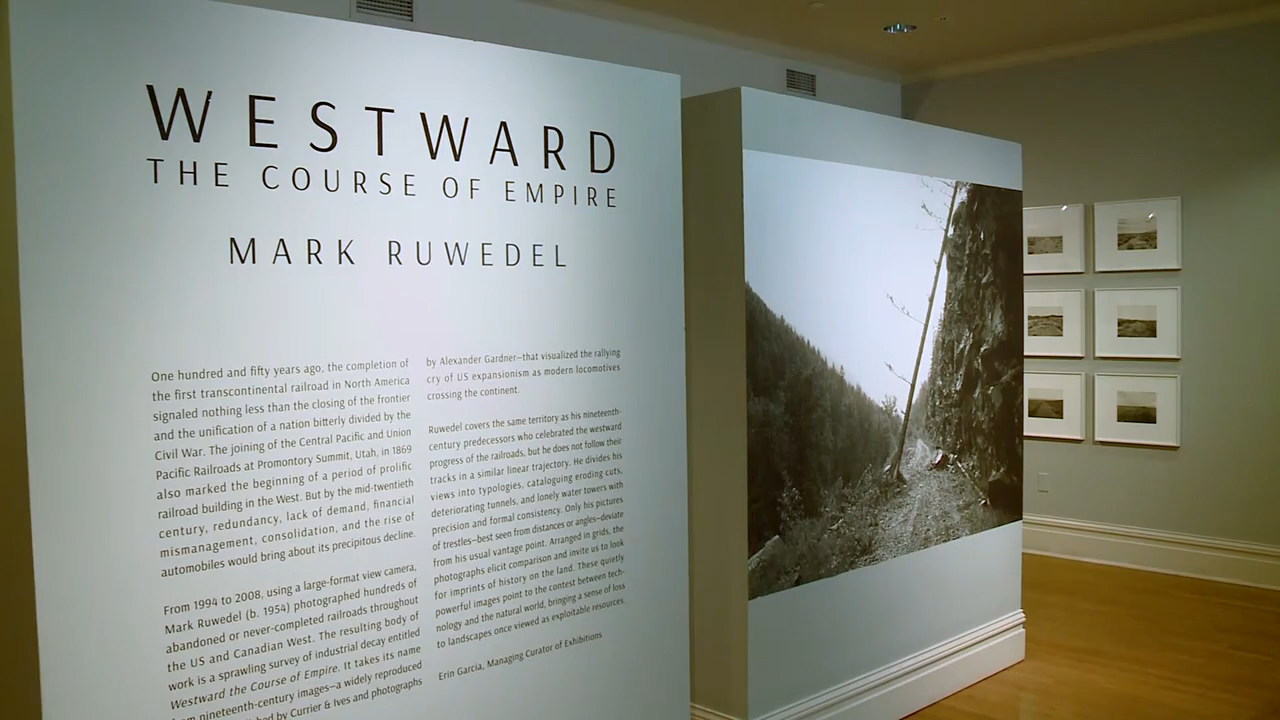 WESTWARD
THE COURSE OF EMPIRE
MARK RUWEDEL
One hundred and fifty years ago, the completion of
the first transcontinental railroad in North America
signaled nothing less than the closing of the frontier
and the unification of a nation bitterly divided by the
Civil War. The joining of the Central Pacific and Union
Pacific Railroads at Promontory Summit, Utah, in 1869
also marked the beginning of a period of prolific
railroad building in the West. But by the mid-twentieth
century, redundancy, lack of demand, financial
mismanagement, consolidation, and the rise of
automobiles would bring about its precipitous decline.
From 1994 to 2008, using a large-format view camera,
Mark Ruwedel (b. 1954) photographed hundreds of
abandoned or never-completed railroads throughout
the US and Canadian West. The resulting body of
work is a sprawling survey of industrial decay entitled
Westward the Course of Empire. It takes its name
from nineteenth-century images—a widely reproduced
by Currier & Ives and photographs
by Alexander Gardner—that visualized the rallying
cry of US expansionism as modern locomotives
crossing the continent.
Ruwedel covers the same territory as his nineteenth-
century predecessors who celebrated the westward
progress of the railroads, but he does not follow their
tracks in a similar linear trajectory. He divides his
views into typologies, cataloguing eroding cuts,
deteriorating tunnels, and lonely water towers with
precision and formal consistency. Only his pictures
of trestles—best seen from distances or angles—deviate
from his usual vantage point. Arranged in grids, the
photographs elicit comparison and invite us to look
for imprints of history on the land. These quietly
powerful images point to the contest between tech-
nology and the natural world, bringing a sense of loss
to landscapes once viewed as exploitable resources.
Erin Garcia, Managing Curator of Exhibitions